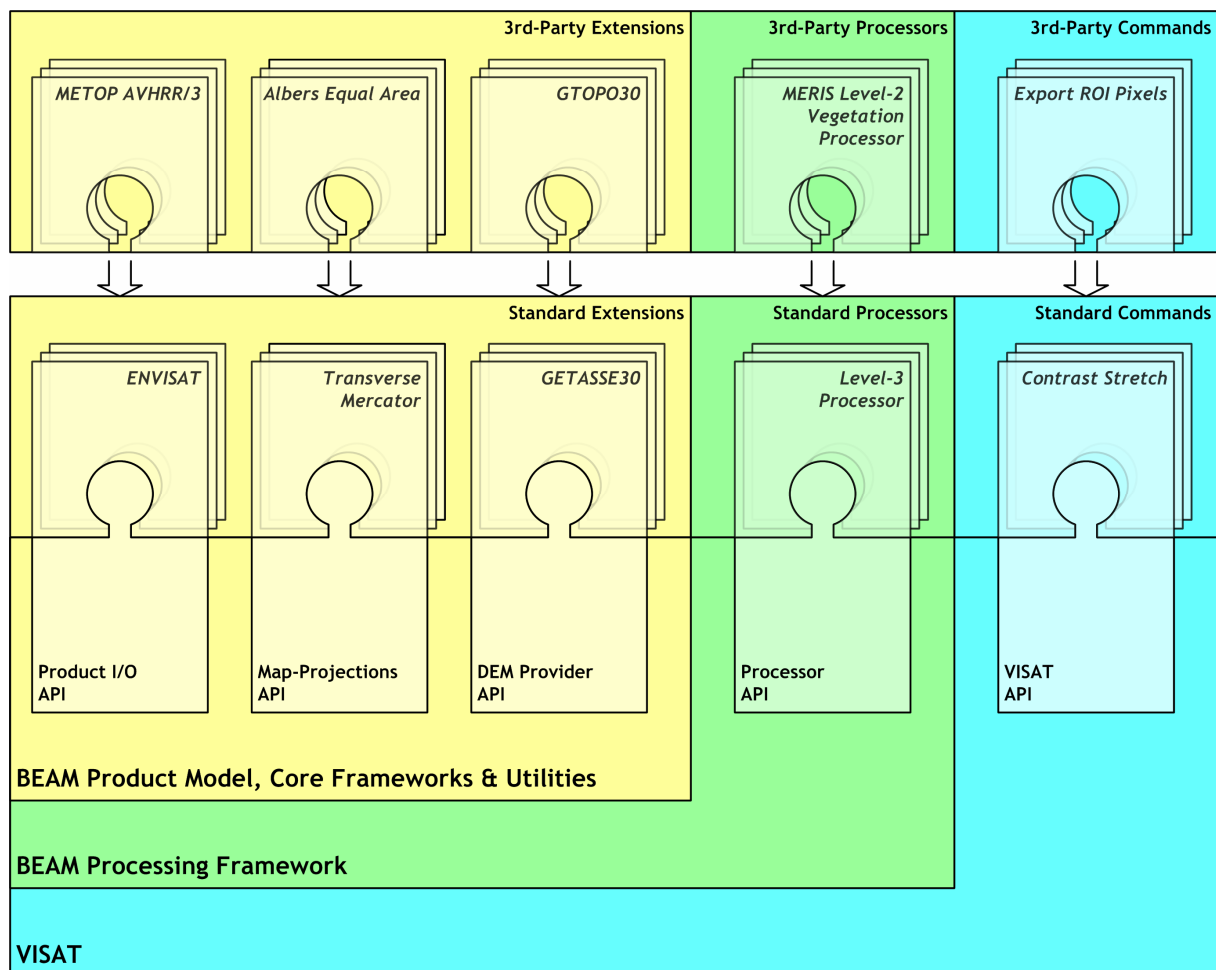 3rd-Party Extensions
3rd-Party Processors
3rd-Party Commands
METOP AVHRR/3
Albers Equal Area
GTOPO30
MERIS Level-2
Vegetation
Processor
Export ROI Pixels
Standard Extensions
Standard Processors
Standard Commands
ENVISAT
Transverse
Mercator
GETASSE30
Level-3
Processor
Contrast Stretch
Product I/O
API
Map-Projections
API
DEM Provider
API
Processor
API
VISAT
API
BEAM Product Model, Core Frameworks & Utilities
BEAM Processing Framework
VISAT